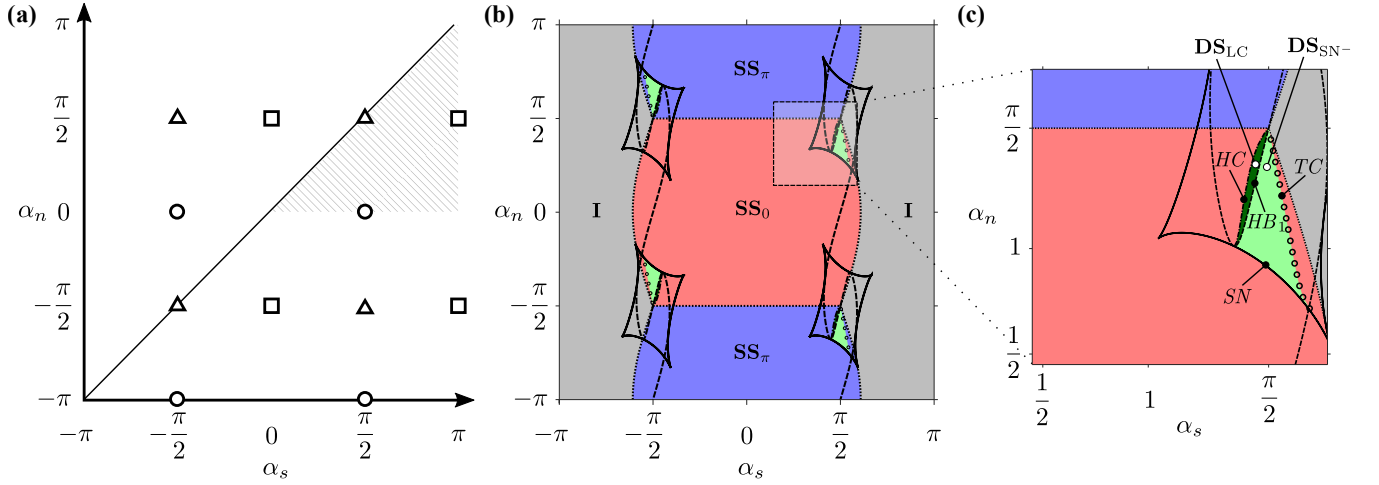 (a)
π
π/2
α_n 0
−π/2
−π
−π −π/2 0 π/2 π
α_s
(b)
π
π/2
α_n 0
−π/2
−π
SS_π
I SS_0 I
SS_π
−π −π/2 0 π/2 π
α_s
(c)
DS_LC DS_SN−
π/2
HC TC
α_n
HB_1
1
SN
1/2
1/2 1 π/2
α_s